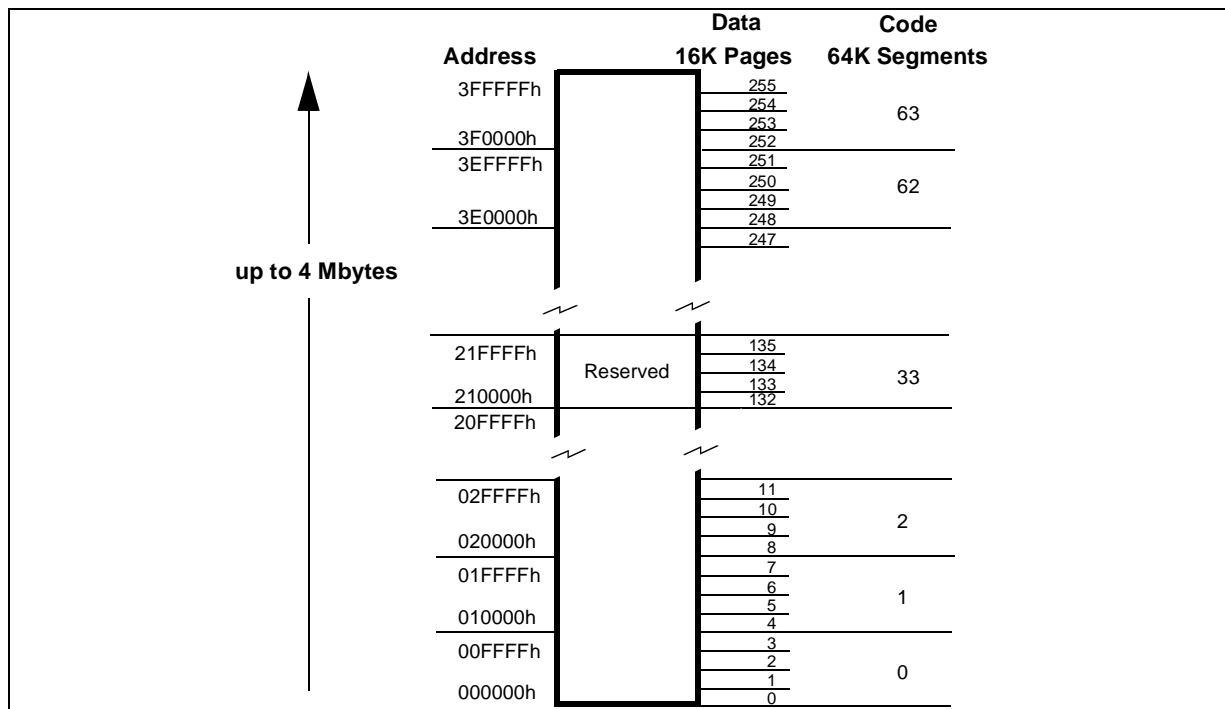 Data Code
Address 16K Pages 64K Segments
3FFFFFh 255
254
253 63
3F0000h 252
3EFFFFh 251
250 62
249
3E0000h 248
247
up to 4 Mbytes
21FFFFh 135
Reserved 134 33
133
210000h 132
20FFFFh
02FFFFh 11
10
9 2
020000h 8
01FFFFh 7
6
5 1
010000h 4
00FFFFh 3
2
1 0
000000h 0